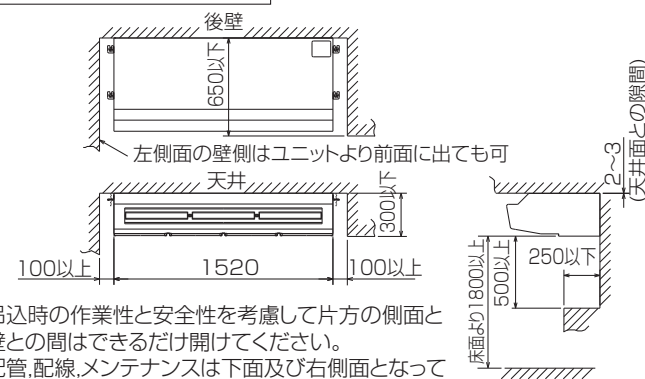 後壁
650以下
左側面の壁側はユニットより前面に出ても可
天井
300以下
100以上
1520
100以上
2〜3
(天井面との隙間)
250以下
500以上
床面より1800以上
吊込時の作業性と安全性を考慮して片方の側面と
壁との間はできるだけ開けてください。
配管,配線,メンテナンスは下面及び右側面となって